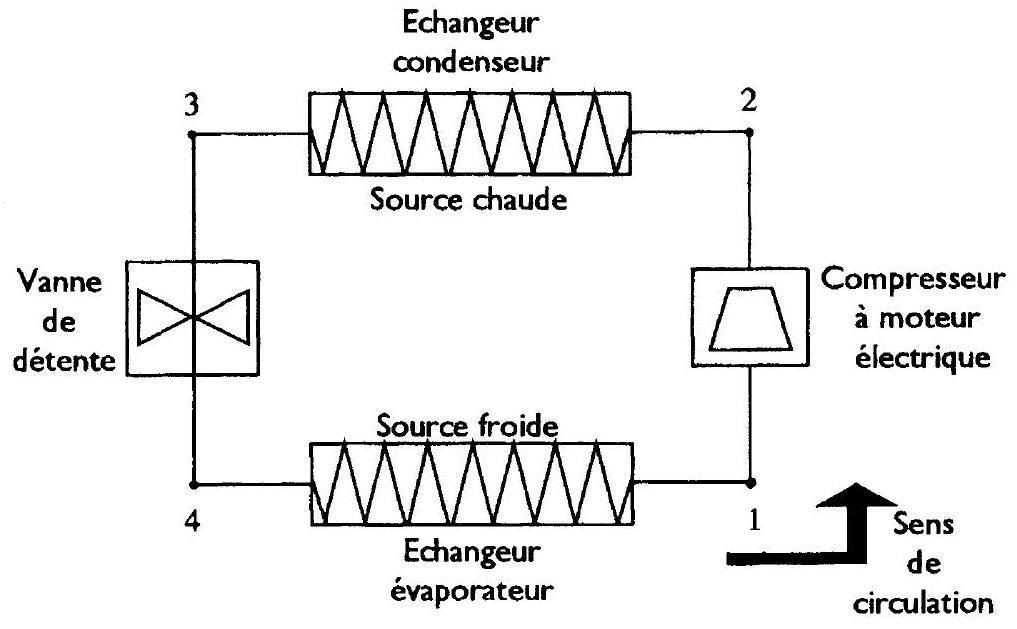 Echangeur
condenseur
3
2
Source chaude
Vanne
de
détente
Compresseur
à moteur
électrique
Source froide
4
1
Echangeur
évaporateur
Sens
de
circulation